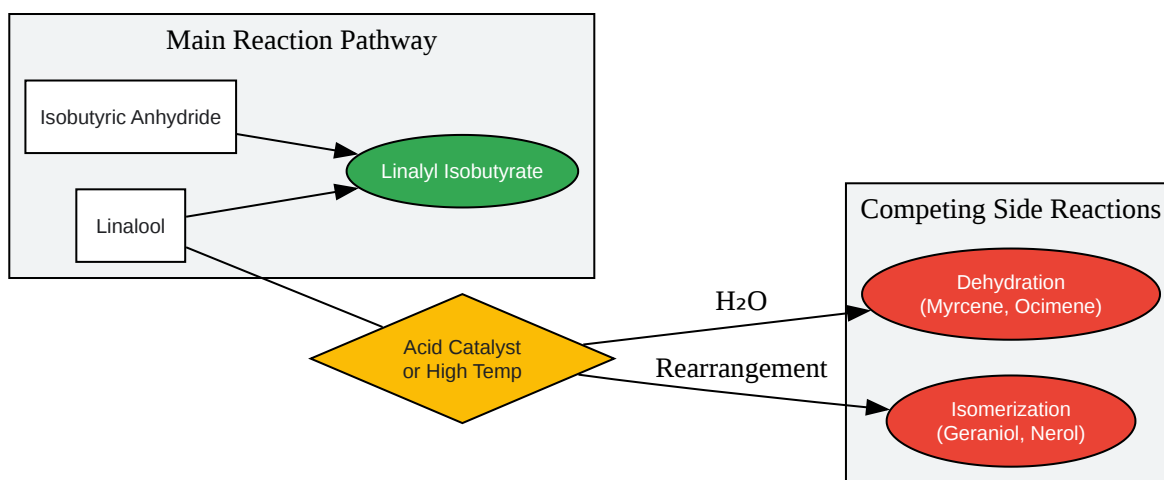 Main Reaction Pathway
Isobutyric Anhydride
Linalyl Isobutyrate
Linalool
Competing Side Reactions
Dehydration
(Myrcene, Ocimene)
H₂O
Acid Catalyst
or High Temp
Rearrangement
Isomerization
(Geraniol, Nerol)